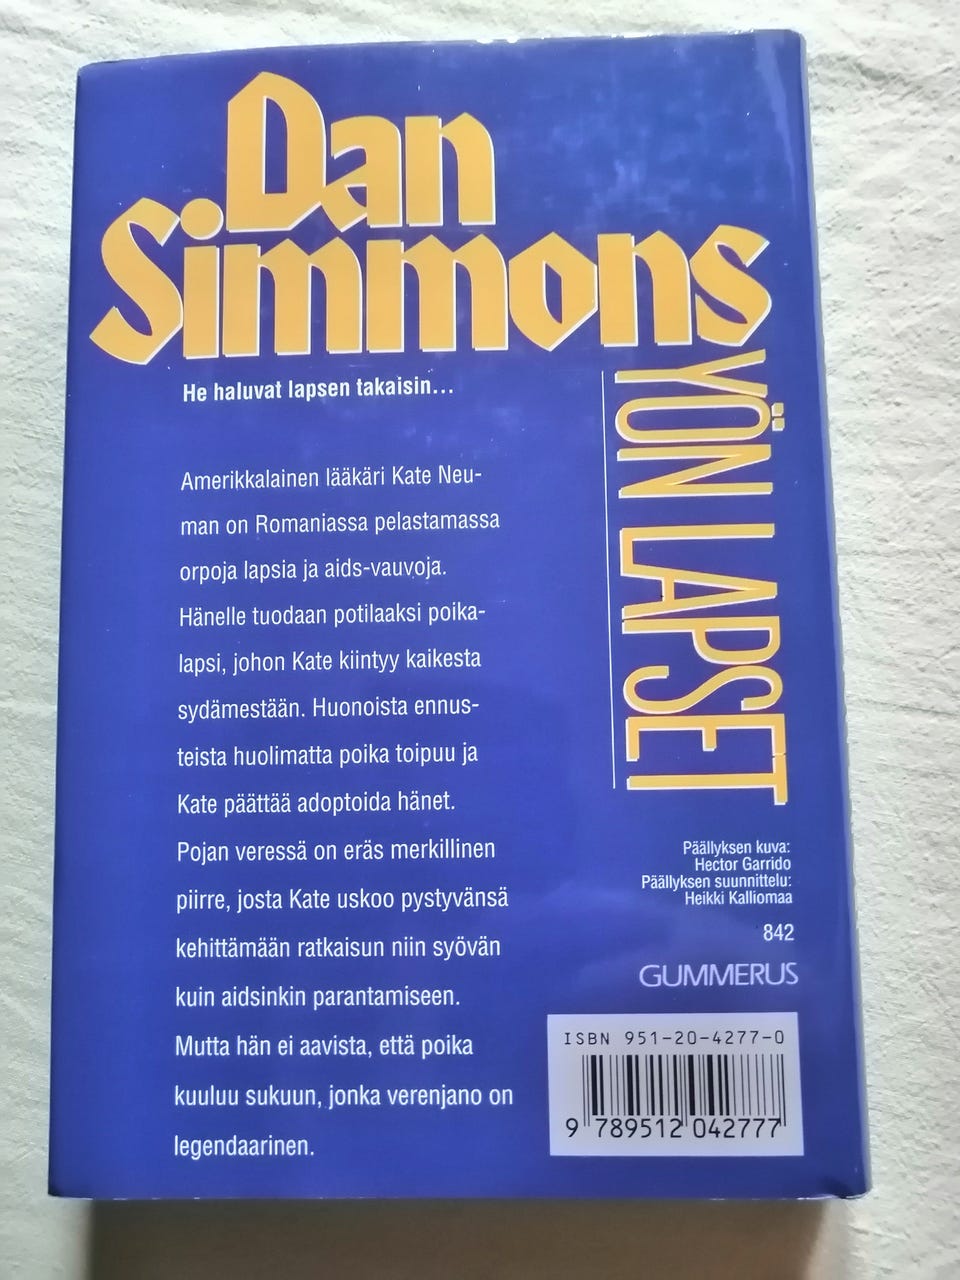 Dan
Simmons
YÖN LAPSET
He haluvat lapsen takaisin...
Amerikkalainen lääkäri Kate Neu-
man on Romaniassa pelastamassa
orpoja lapsia ja aids-vauvoja.
Hänelle tuodaan potilaaksi poika-
lapsi, johon Kate kiintyy kaikesta
sydämestään. Huonoista ennus-
teista huolimatta poika toipuu ja
Kate päättää adoptoida hänet.
Pojan veressä on eräs merkillinen
piirre, josta Kate uskoo pystyvänsä
kehittämään ratkaisun niin syövän
kuin aidsinkin parantamiseen.
Mutta hän ei aavista, että poika
kuuluu sukuun, jonka verenjano on
legendaarinen.
Päällyksen kuva:
Hector Garrido
Päällyksen suunnittelu:
Heikki Kalliomaa
842
GUMMERUS
ISBN 951-20-4277-0
9 789512 042777